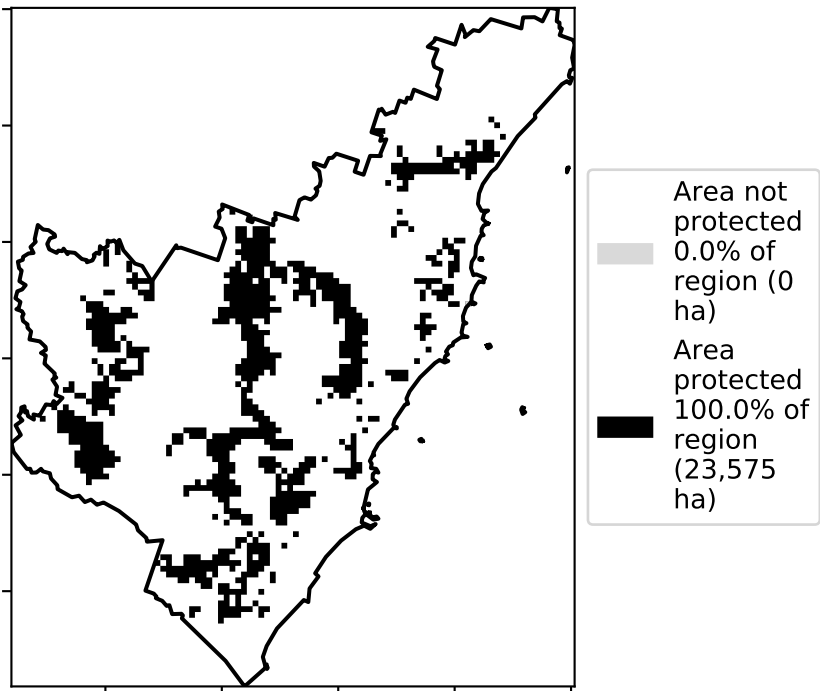 Area not
protected
0.0% of
region (0
ha)
Area
protected
100.0% of
region
(23,575
ha)